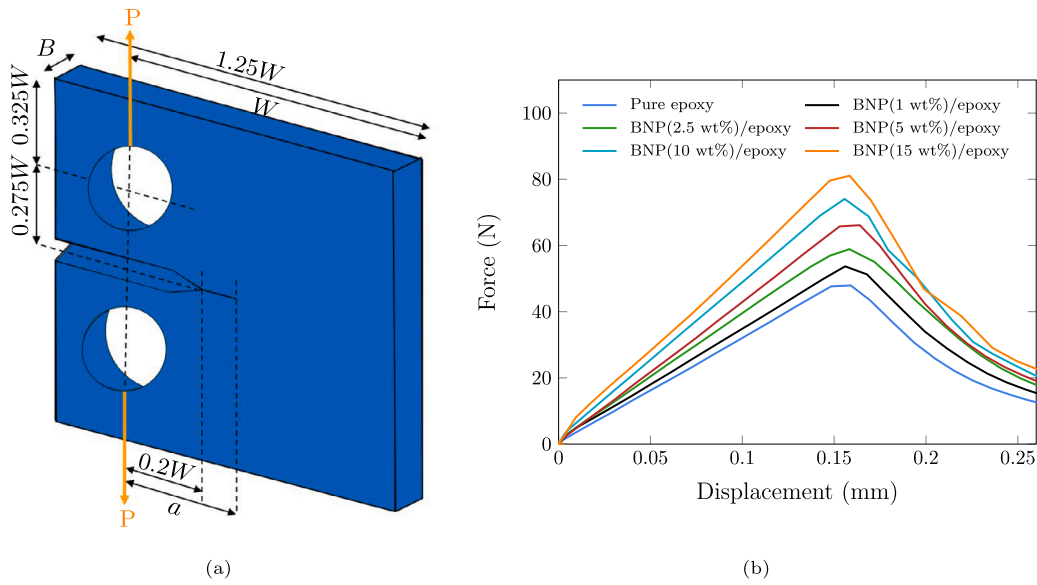 P
B
1.25W
W
0.325W
0.275W
0.2W
a
P
(a)
Pure epoxy
BNP(1 wt%)/epoxy
BNP(2.5 wt%)/epoxy
BNP(5 wt%)/epoxy
BNP(10 wt%)/epoxy
BNP(15 wt%)/epoxy
Force (N)
100
80
60
40
20
0
0 0.05 0.1 0.15 0.2 0.25
Displacement (mm)
(b)